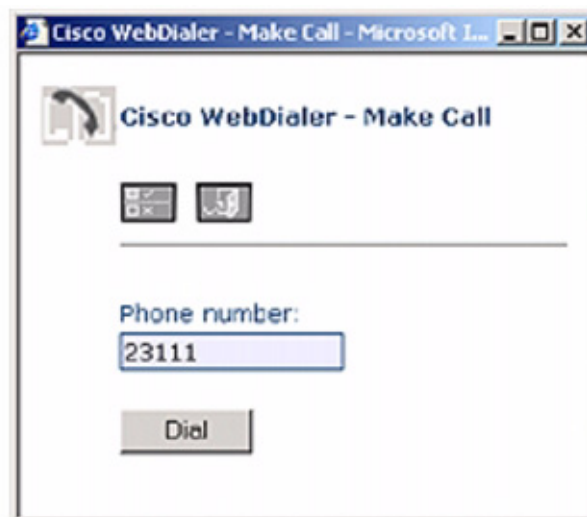 Cisco WebDialer - Make Call - Microsoft I...
Cisco WebDialer - Make Call
Phone number:
23111
Dial